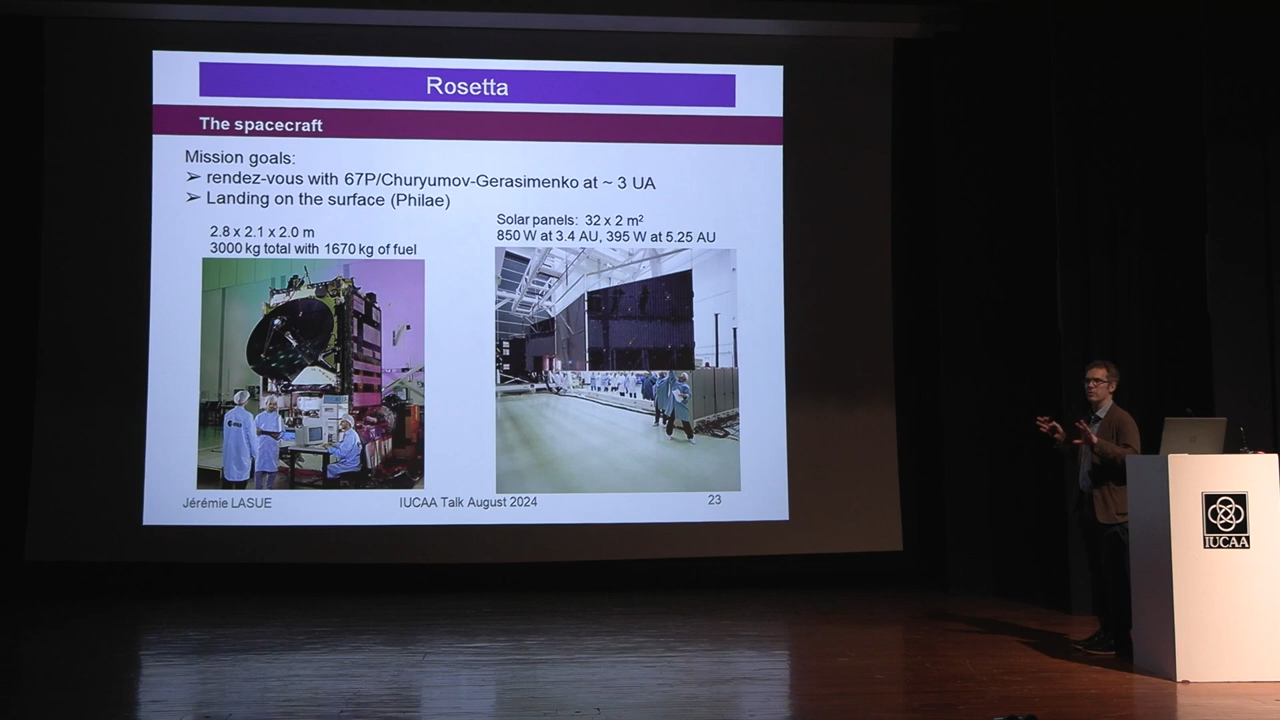 Rosetta
The spacecraft
Mission goals:
➢ rendez-vous with 67P/Churyumov-Gerasimenko at ~ 3 UA
➢ Landing on the surface (Philae)
2.8 x 2.1 x 2.0 m
3000 kg total with 1670 kg of fuel
Solar panels: 32 x 2 m²
850 W at 3.4 AU, 395 W at 5.25 AU
Jérémie LASUE
IUCAA Talk August 2024
23
IUCAA